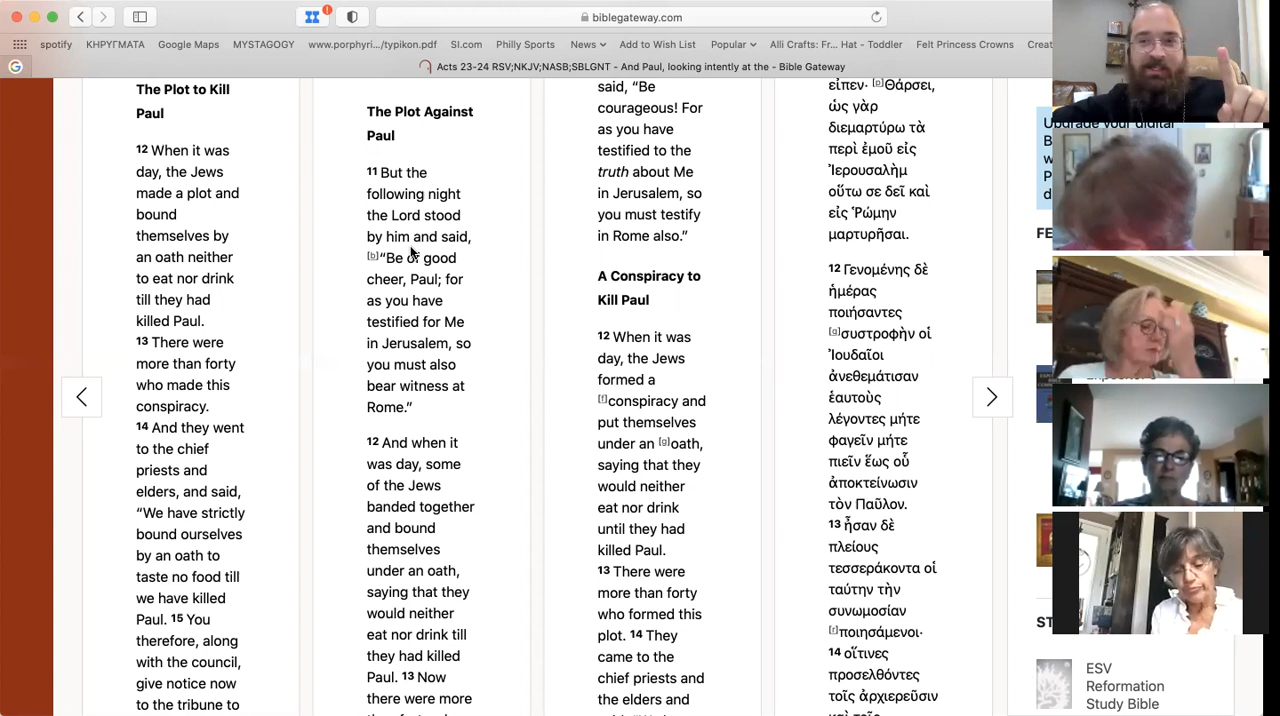 biblegateway.com
spotify
ΚΗΡΥΓΜΑΤΑ
Google Maps
MYSTAGOGY
www.porphyri.../typikon.pdf
SI.com
Philly Sports
News
Add to Wish List
Popular
Alli Crafts: Fr... Hat - Toddler
Felt Princess Crowns
Creat
Acts 23-24 RSV;NKJV;NASB;SBLGNT - And Paul, looking intently at the - Bible Gateway
The Plot to Kill
Paul
12 When it was
day, the Jews
made a plot and
bound
themselves by
an oath neither
to eat nor drink
till they had
killed Paul.
13 There were
more than forty
who made this
conspiracy.
14 And they went
to the chief
priests and
elders, and said,
“We have strictly
bound ourselves
by an oath to
taste no food till
we have killed
Paul. 15 You
therefore, along
with the council,
give notice now
to the tribune to
The Plot Against
Paul
11 But the
following night
the Lord stood
by him and said,
[b]“Be of good
cheer, Paul; for
as you have
testified for Me
in Jerusalem, so
you must also
bear witness at
Rome.”
12 And when it
was day, some
of the Jews
banded together
and bound
themselves
under an oath,
saying that they
would neither
eat nor drink till
they had killed
Paul. 13 Now
there were more
said, “Be
courageous! For
as you have
testified to the
truth about Me
in Jerusalem, so
you must testify
in Rome also.”
A Conspiracy to
Kill Paul
12 When it was
day, the Jews
formed a
[f]conspiracy and
put themselves
under an [g]oath,
saying that they
would neither
eat nor drink
until they had
killed Paul.
13 There were
more than forty
who formed this
plot. 14 They
came to the
chief priests and
the elders and
εἶπεν· [p]Θάρσει,
ὡς γὰρ
διεμαρτύρω τὰ
περὶ ἐμοῦ εἰς
Ἰερουσαλὴμ
οὕτω σε δεῖ καὶ
εἰς Ῥώμην
μαρτυρῆσαι.
12 Γενομένης δὲ
ἡμέρας
ποιήσαντες
[q]συστροφὴν οἱ
Ἰουδαῖοι
ἀνεθεμάτισαν
ἑαυτοὺς
λέγοντες μήτε
φαγεῖν μήτε
πιεῖν ἕως οὗ
ἀποκτείνωσιν
τὸν Παῦλον.
13 ἦσαν δὲ
πλείους
τεσσεράκοντα οἱ
ταύτην τὴν
συνωμοσίαν
[r]ποιησάμενοι·
14 οἵτινες
προσελθόντες
τοῖς ἀρχιερεῦσιν
Upgrade your digital
FE
ST
ESV
Reformation
Study Bible